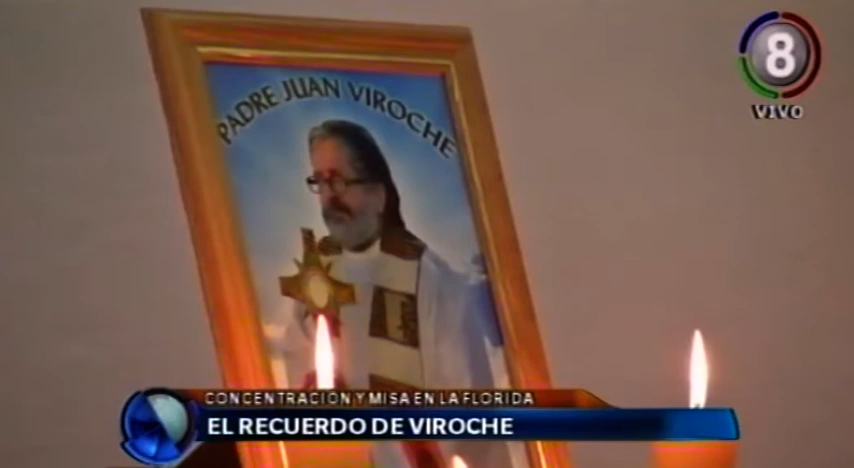 PADRE JUAN VIROCHE
8
VIVO
CONCENTRACIÓN Y MISA EN LA FLORIDA
EL RECUERDO DE VIROCHE